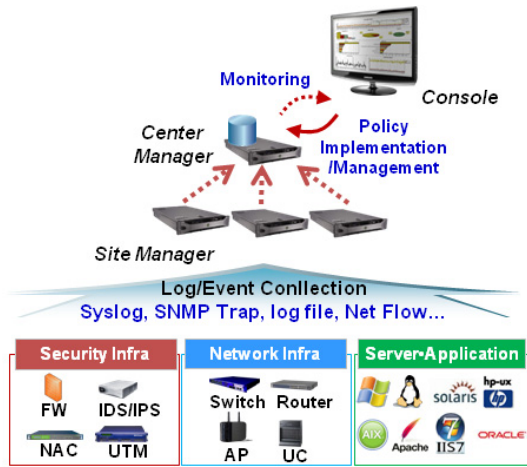 Monitoring
Console
Center
Manager
Policy
Implementation
/Management
Site Manager
Log/Event Conllection
Syslog, SNMP Trap, log file, Net Flow...
Security Infra
Network Infra
Server•Application
FW
IDS/IPS
NAC
UTM
Switch
Router
AP
UC
solaris
hp-ux
hp
AIX
Apache
IIS7
ORACLE